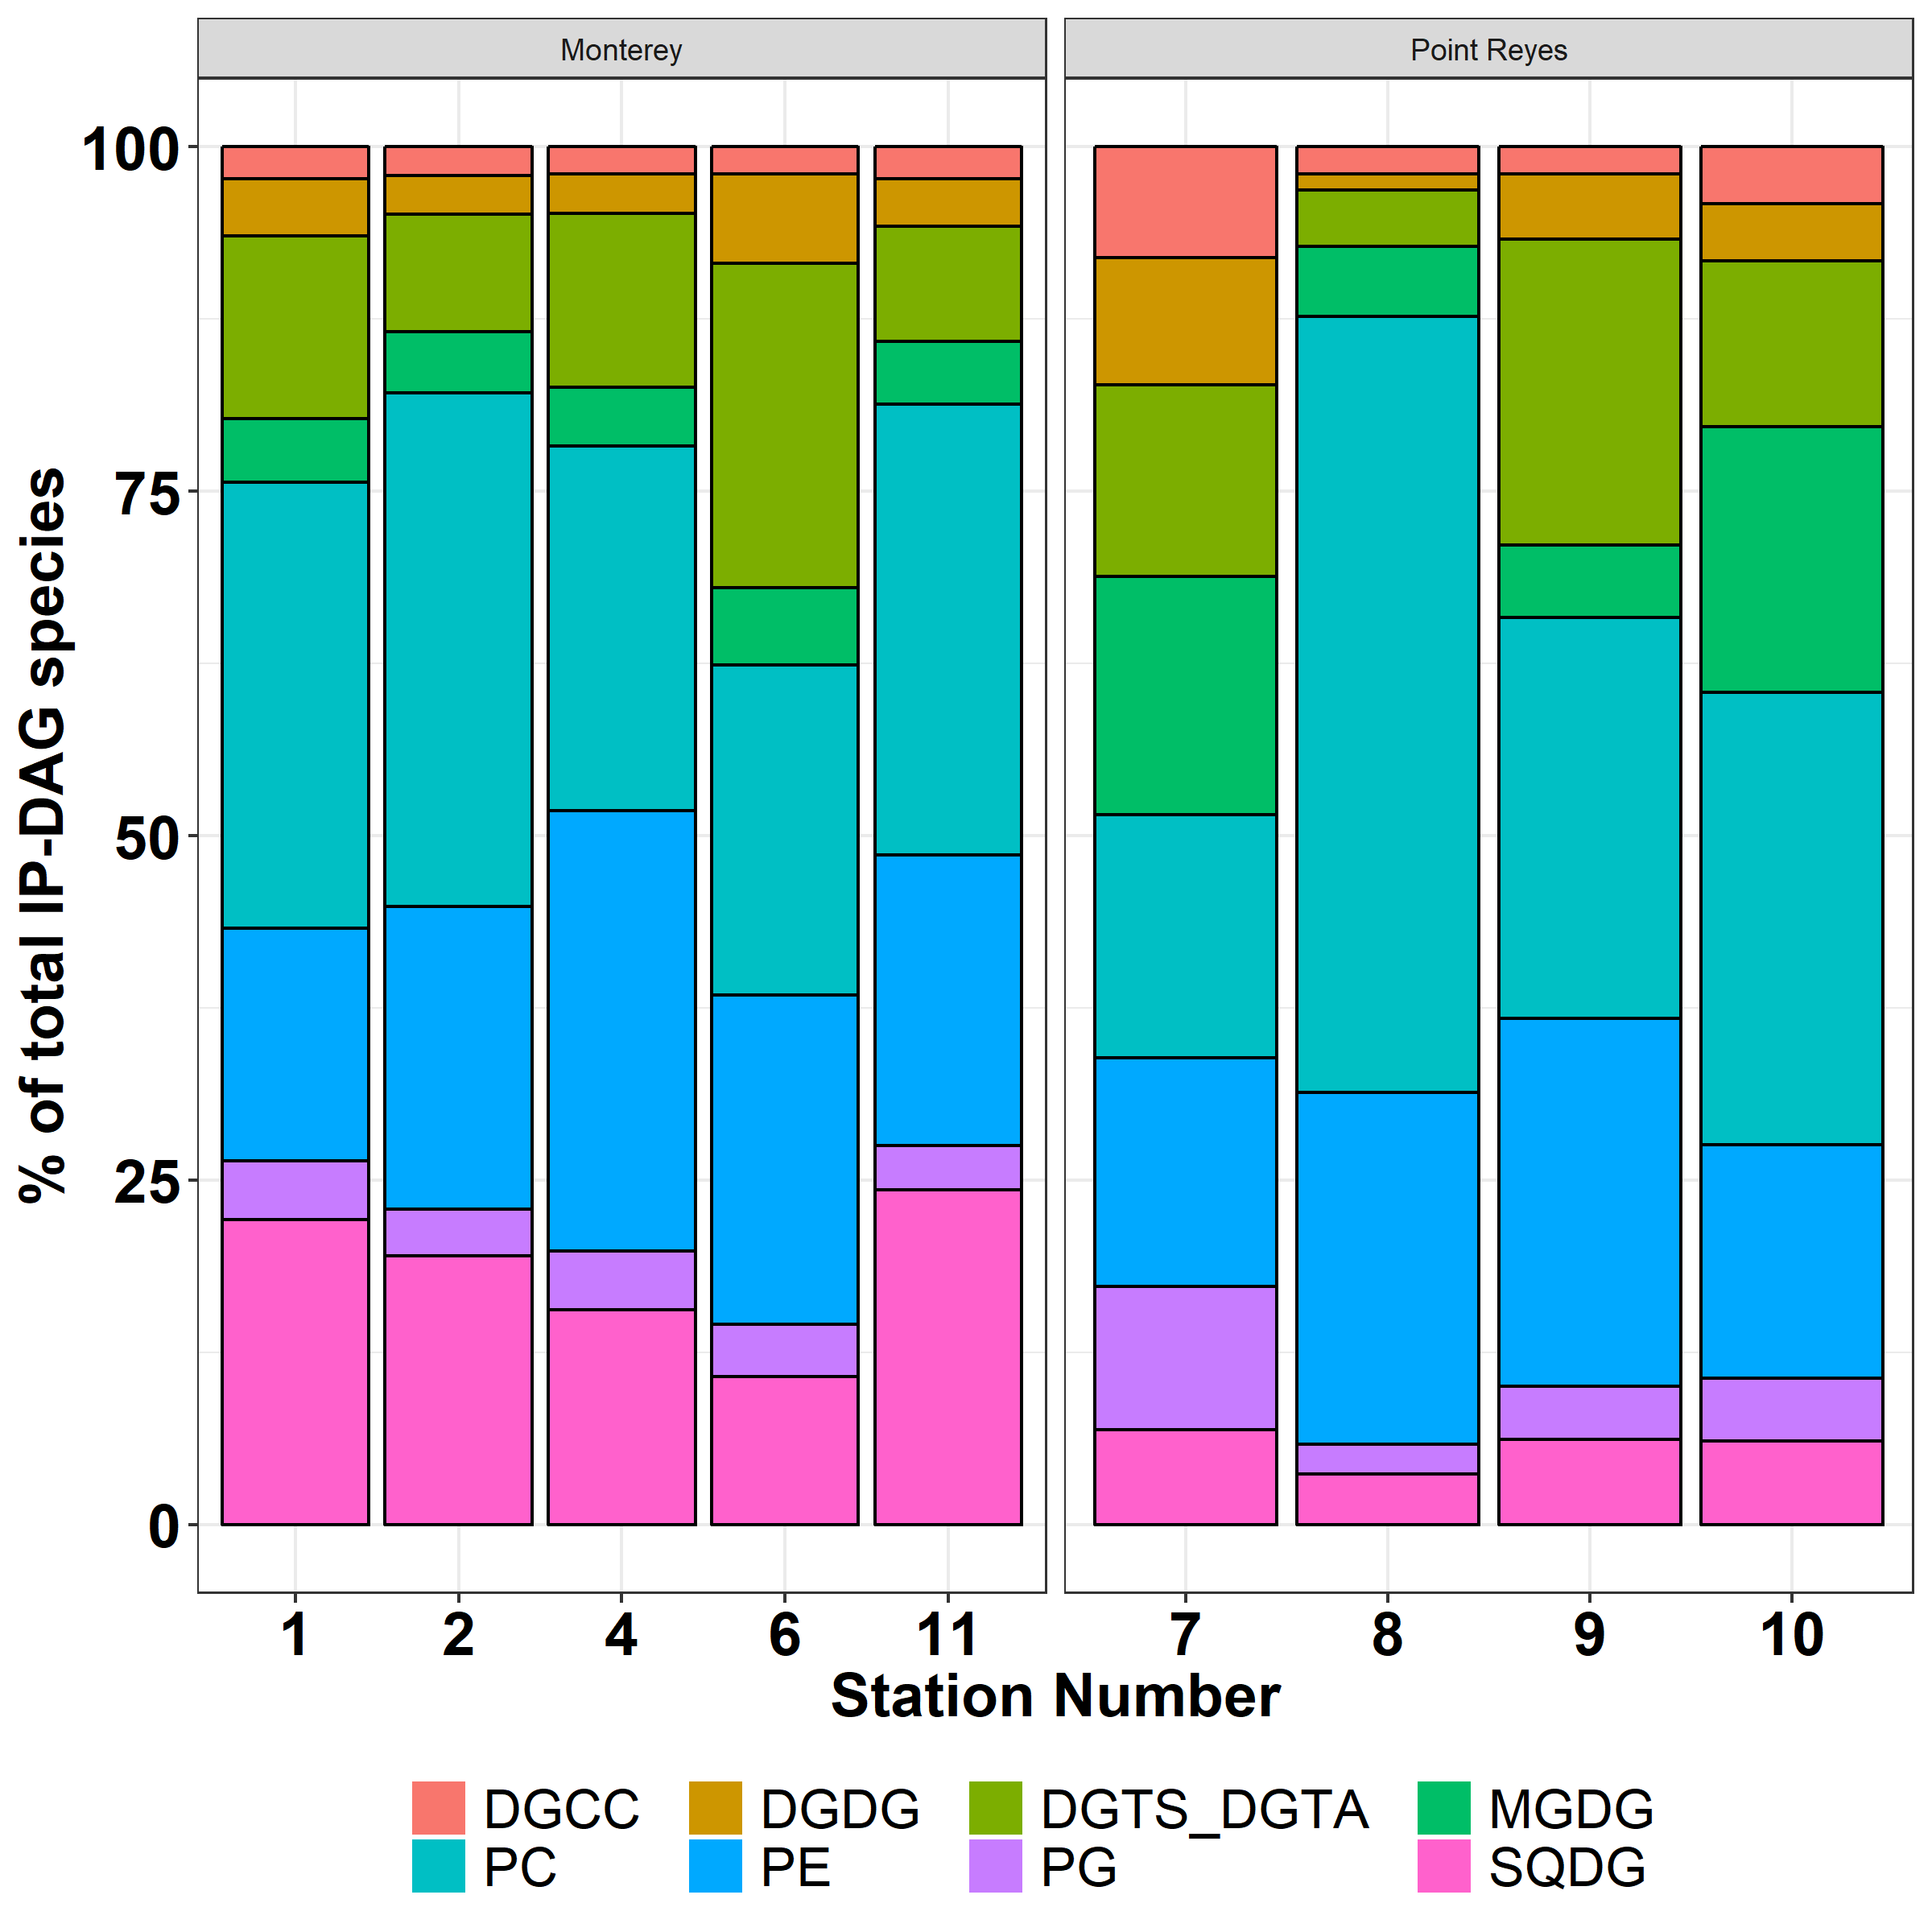 Monterey
Point Reyes
% of total IP-DAG species
100
75
50
25
0
1 2 4 6 11
7 8 9 10
Station Number
DGCC DGDG DGTS_DGTA MGDG
PC PE PG SQDG